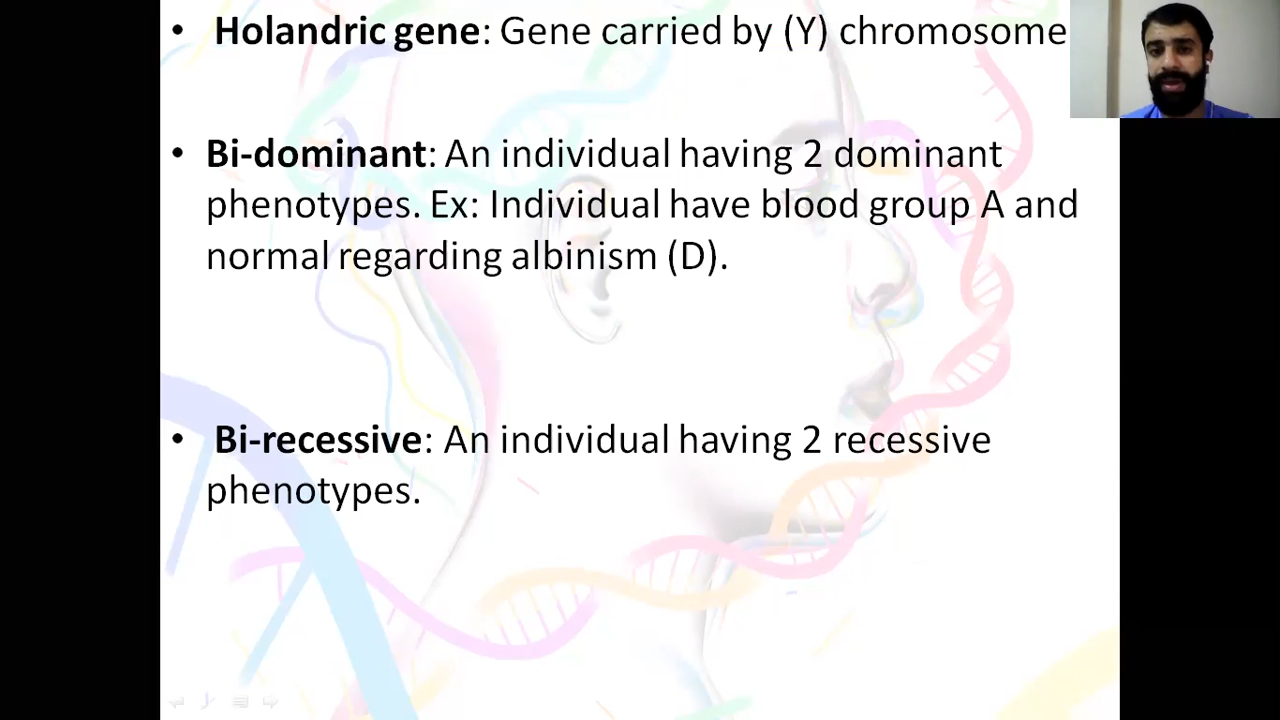 • Holandric gene: Gene carried by (Y) chromosome
• Bi-dominant: An individual having 2 dominant
phenotypes. Ex: Individual have blood group A and
normal regarding albinism (D).
• Bi-recessive: An individual having 2 recessive
phenotypes.